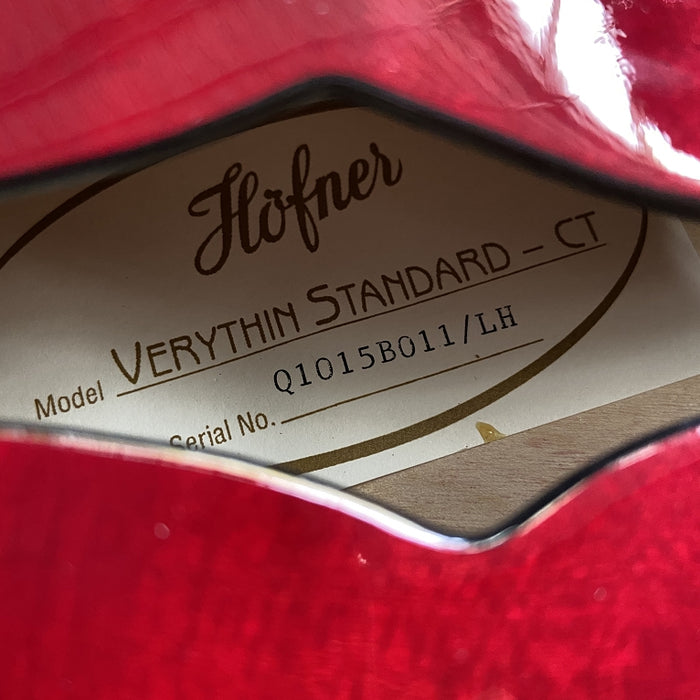 Höfner
Model VERYTHIN STANDARD – CT
Serial No. Q1015B011/LH